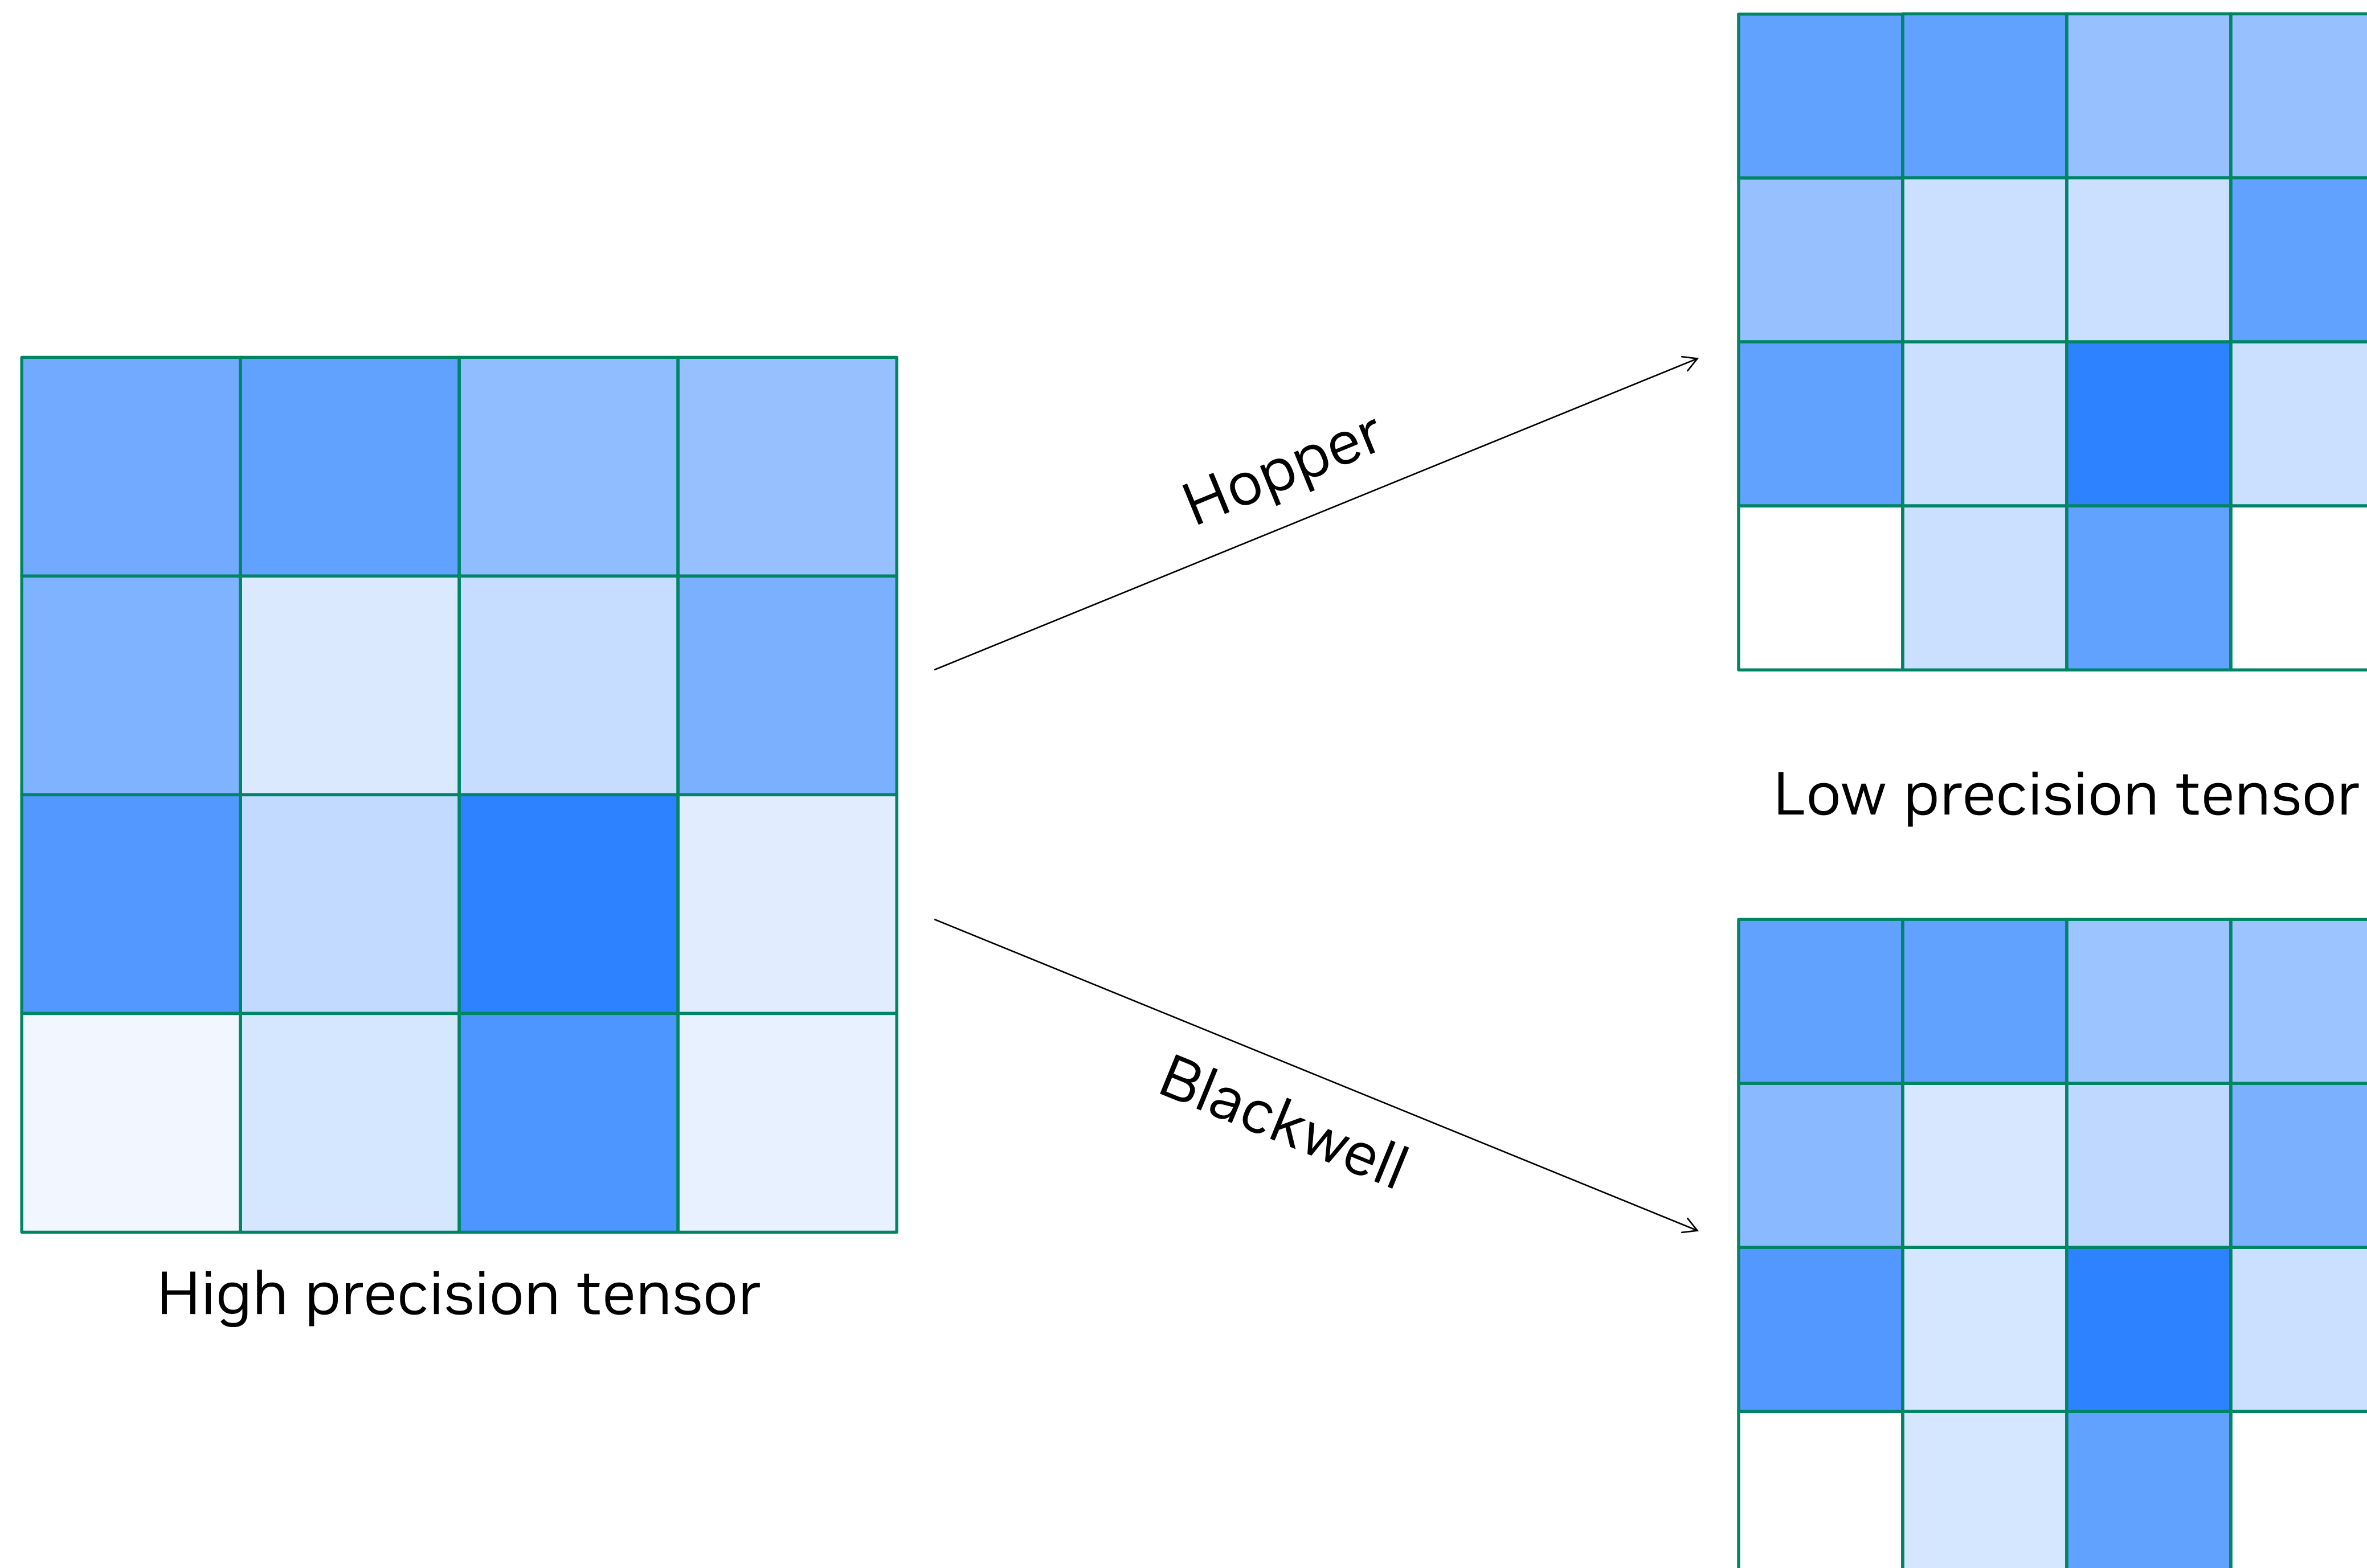 Hopper
Low precision tensor
Blackwell
High precision tensor